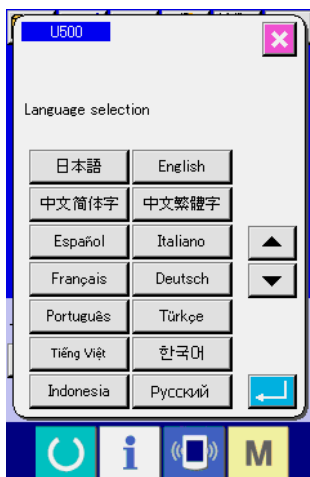 U500
Language selection
日本語 English
中文简体字 中文繁體字
Español Italiano
Français Deutsch
Português Türkçe
Tiếng Việt 한국어
Indonesia Русский
M